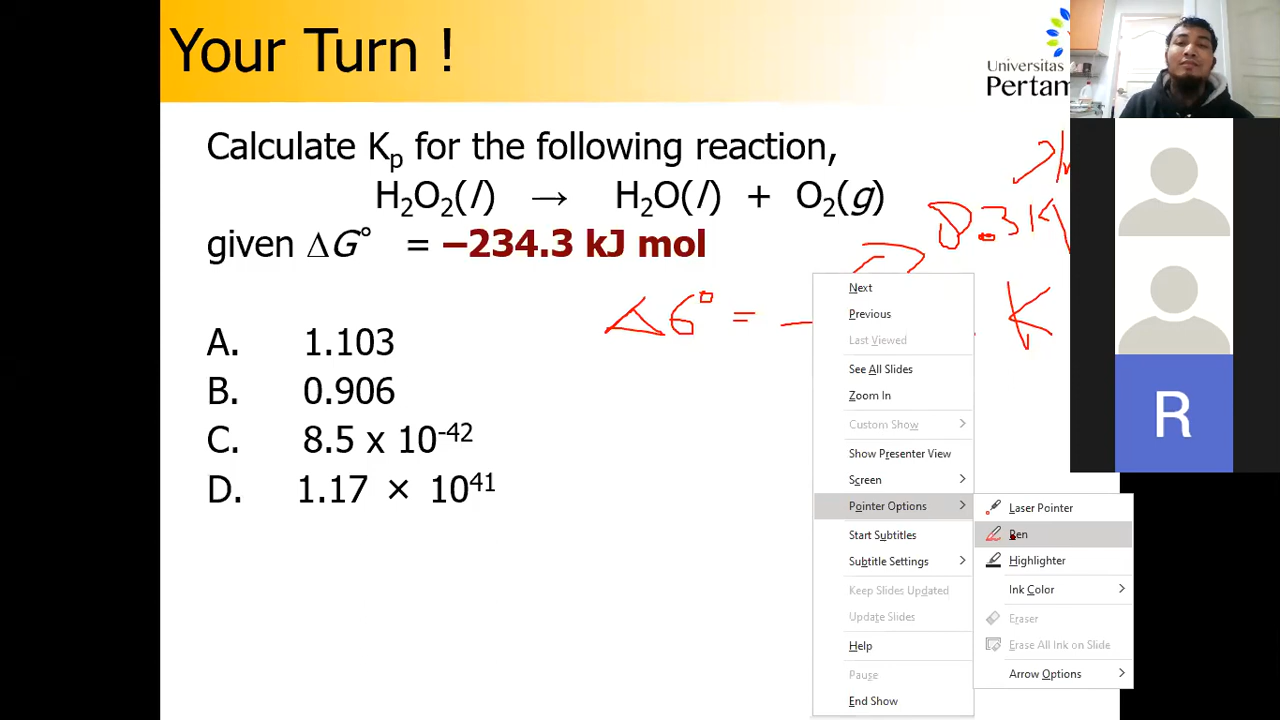 Your Turn !
Universitas
Pertam
Calculate Kp for the following reaction,
H2O2(l) → H2O(l) + O2(g)
given ΔG° = –234.3 kJ mol
ΔG° = –
K
A. 1.103
B. 0.906
C. 8.5 x 10-42
D. 1.17 × 1041
Next
Previous
Last Viewed
See All Slides
Zoom In
Custom Show
Show Presenter View
Screen
Pointer Options
Start Subtitles
Subtitle Settings
Keep Slides Updated
Update Slides
Help
Pause
End Show
Laser Pointer
Pen
Highlighter
Ink Color
Eraser
Erase All Ink on Slide
Arrow Options
R